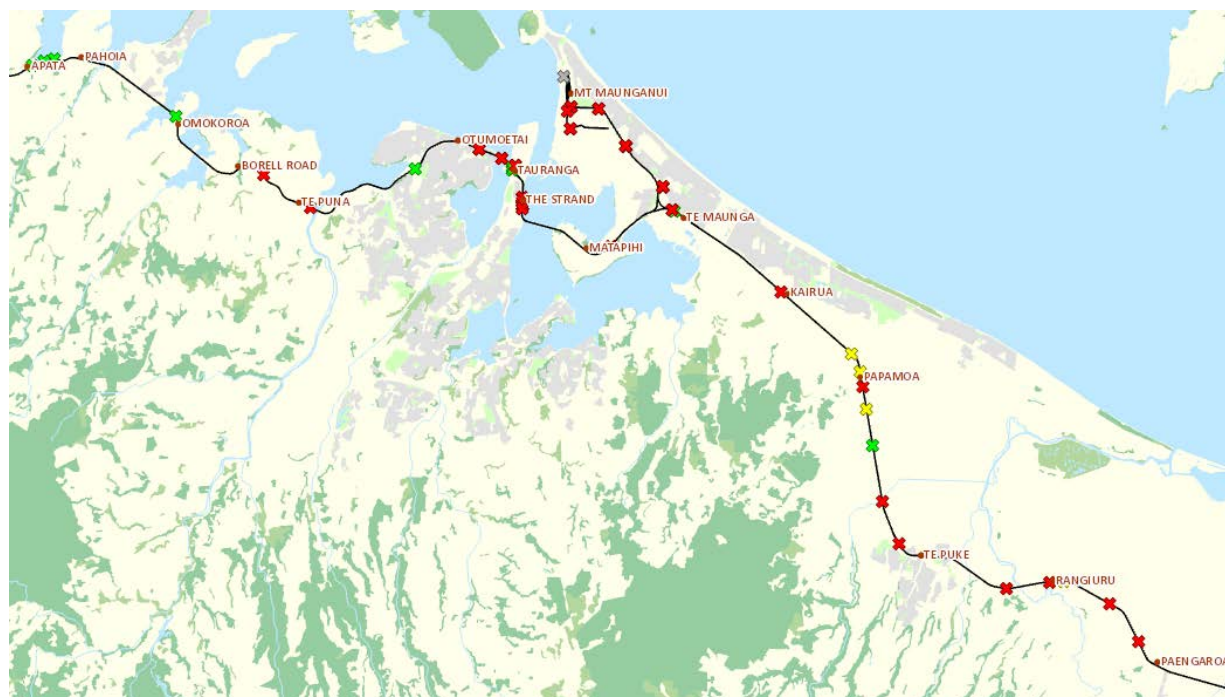 PAHOIA
APATA
MT MAUNGANUI
OMOKOROA
OTUMOETAI
BORELL ROAD
TAURANGA
TE PUNA
THE STRAND
TE MAUNGA
MATAPIHI
KAIRUA
PAPAMOA
TE PUKE
RANGIURU
PAENGAROA